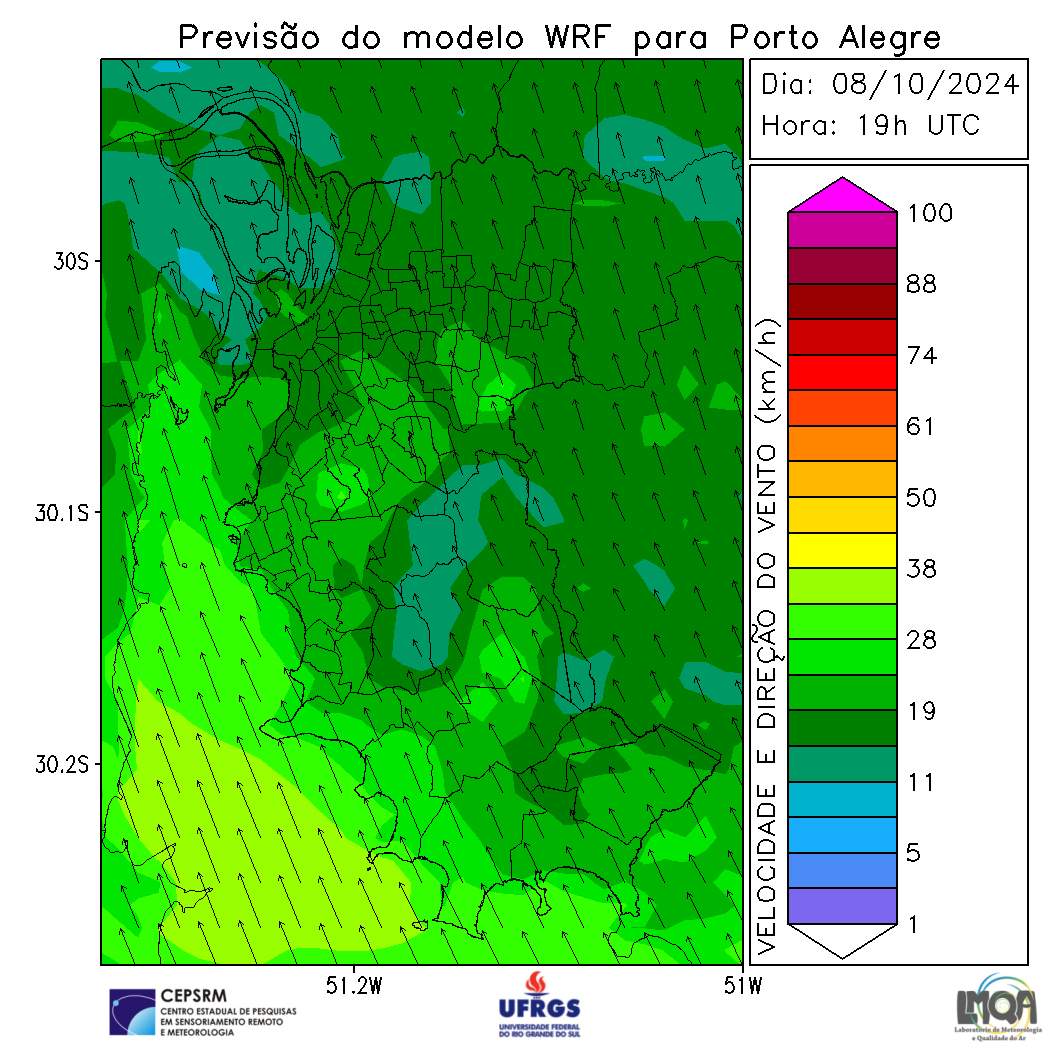 Previsão do modelo WRF para Porto Alegre
Dia: 08/10/2024
Hora: 19h UTC
30S
30.1S
30.2S
51.2W
51W
VELOCIDADE E DIREÇÃO DO VENTO (km/h)
100
88
74
61
50
38
28
19
11
5
1
CEPSRM
CENTRO ESTADUAL DE PESQUISAS
EM SENSORIAMENTO REMOTO
E METEOROLOGIA
UFRGS
UNIVERSIDADE FEDERAL
DO RIO GRANDE DO SUL
LMQA
Laboratório de Meteorologia
e Qualidade do Ar